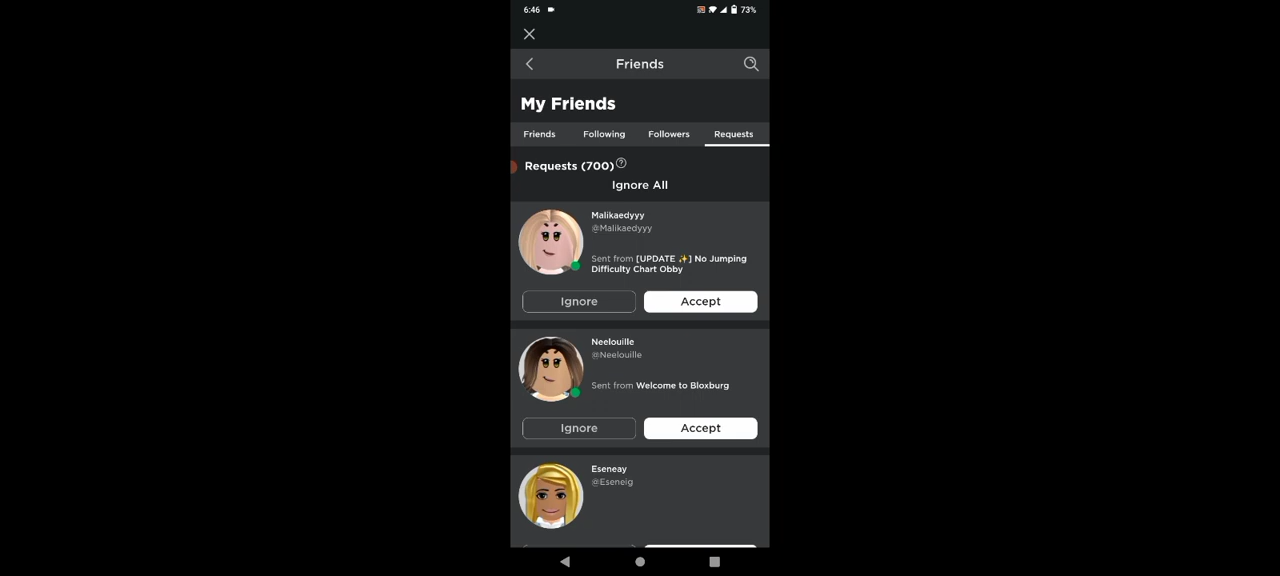 6:46
73%
Friends
My Friends
Friends Following Followers Requests
Requests (700)
Ignore All
Malikaedyyy
@Malikaedyyy
Sent from [UPDATE ✨] No Jumping
Difficulty Chart Obby
Ignore Accept
Neelouille
@Neelouille
Sent from Welcome to Bloxburg
Ignore Accept
Eseneay
@Eseneig